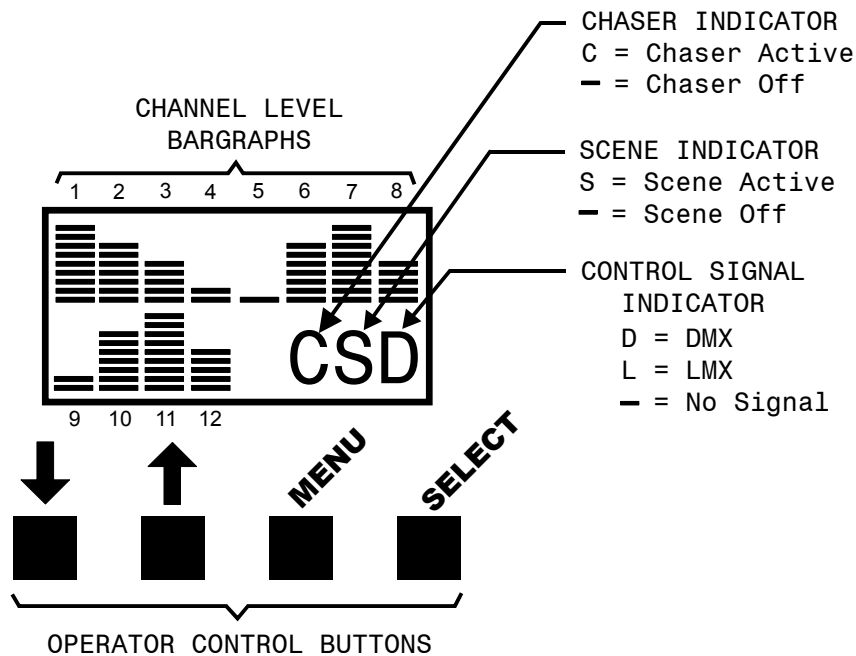 CHASER INDICATOR
C = Chaser Active
– = Chaser Off
CHANNEL LEVEL
BARGRAPHS
SCENE INDICATOR
S = Scene Active
– = Scene Off
1 2 3 4 5 6 7 8
CONTROL SIGNAL
INDICATOR
D = DMX
L = LMX
– = No Signal
CSD
9 10 11 12
MENU
SELECT
OPERATOR CONTROL BUTTONS